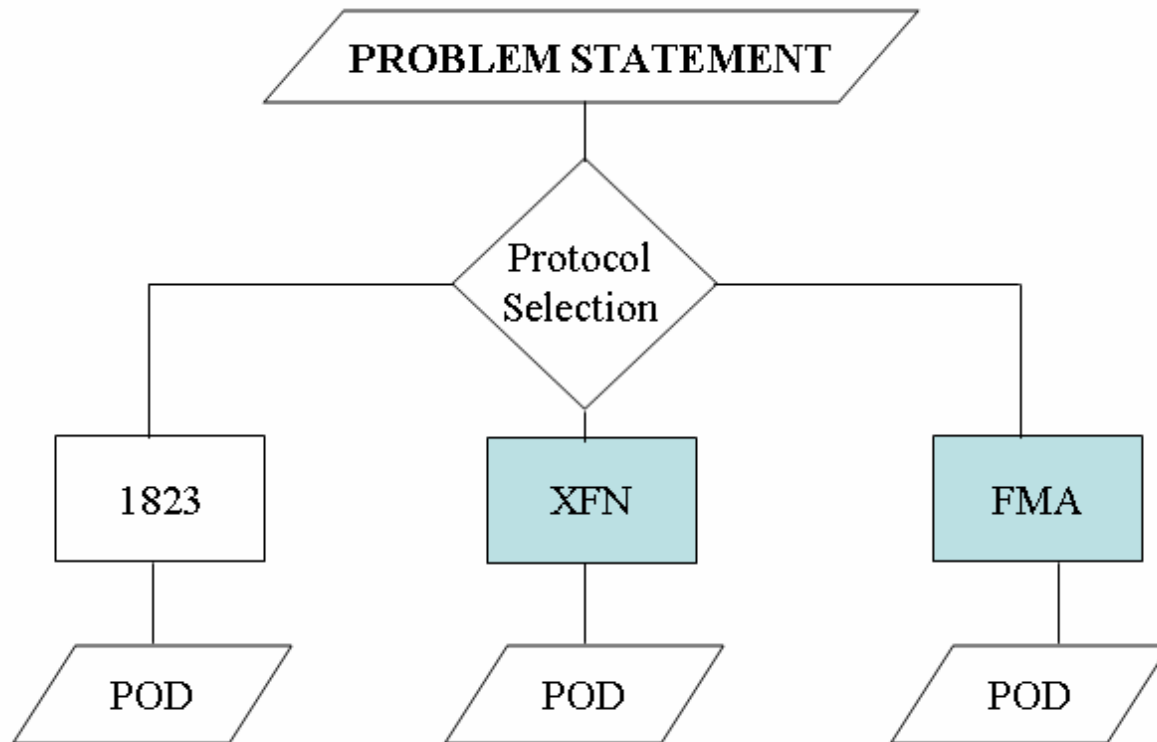 PROBLEM STATEMENT
Protocol
Selection
1823
XFN
FMA
POD
POD
POD